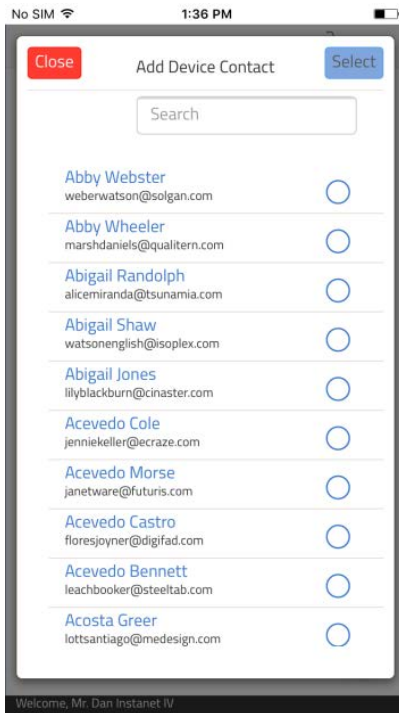 No SIM 1:36 PM
Close Add Device Contact Select
Search
Abby Webster
weberwatson@solgan.com
Abby Wheeler
marshdaniels@qualitern.com
Abigail Randolph
alicemiranda@tsunamia.com
Abigail Shaw
watsonenglish@isoplex.com
Abigail Jones
lilyblackburn@cinaster.com
Acevedo Cole
jenniekeller@ecraze.com
Acevedo Morse
janetware@futuris.com
Acevedo Castro
floresjoyner@digifad.com
Acevedo Bennett
leachbooker@steeltab.com
Acosta Greer
lottsantiago@medesign.com
Welcome, Mr. Dan Instanet IV